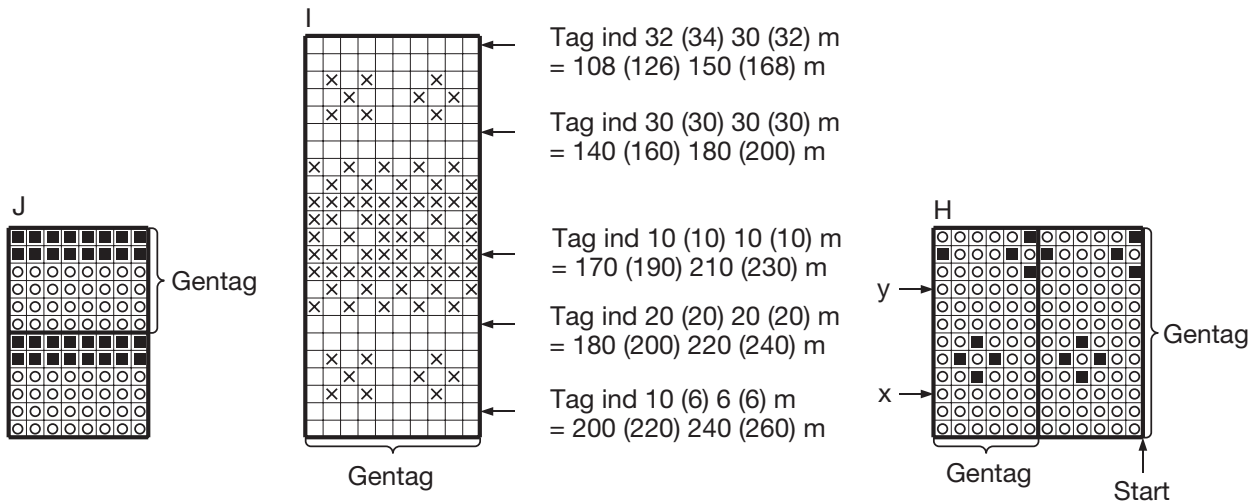 I
Tag ind 32 (34) 30 (32) m
= 108 (126) 150 (168) m
Tag ind 30 (30) 30 (30) m
= 140 (160) 180 (200) m
J
H
Tag ind 10 (10) 10 (10) m
= 170 (190) 210 (230) m
Gentag
y
Tag ind 20 (20) 20 (20) m
= 180 (200) 220 (240) m
Gentag
x
Tag ind 10 (6) 6 (6) m
= 200 (220) 240 (260) m
Gentag
Gentag
Start